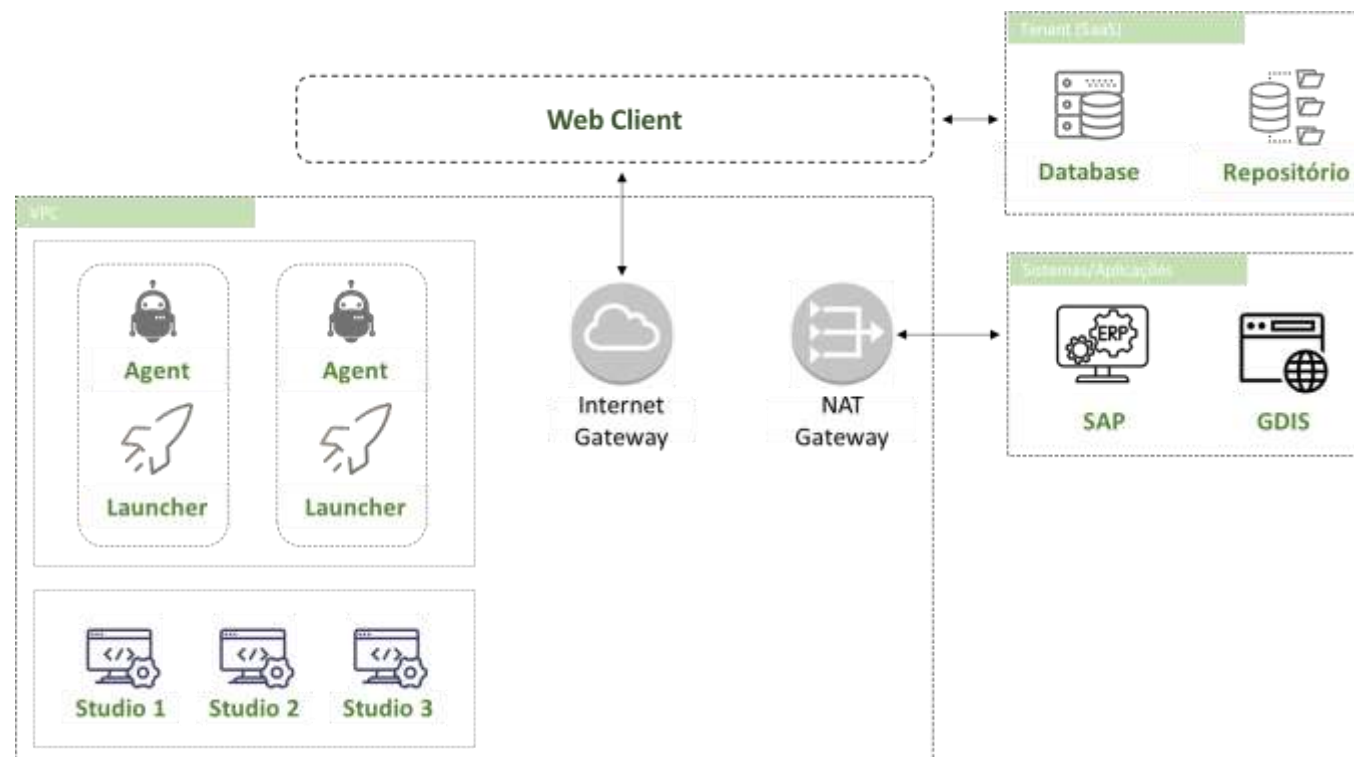 Tenant (SaaS)
Web Client
Database
Repositório
VPC
Sistemas/Aplicações
ERP
Agent
Agent
Internet
Gateway
NAT
Gateway
SAP
GDIS
Launcher
Launcher
</>
</>
</>
Studio 1
Studio 2
Studio 3